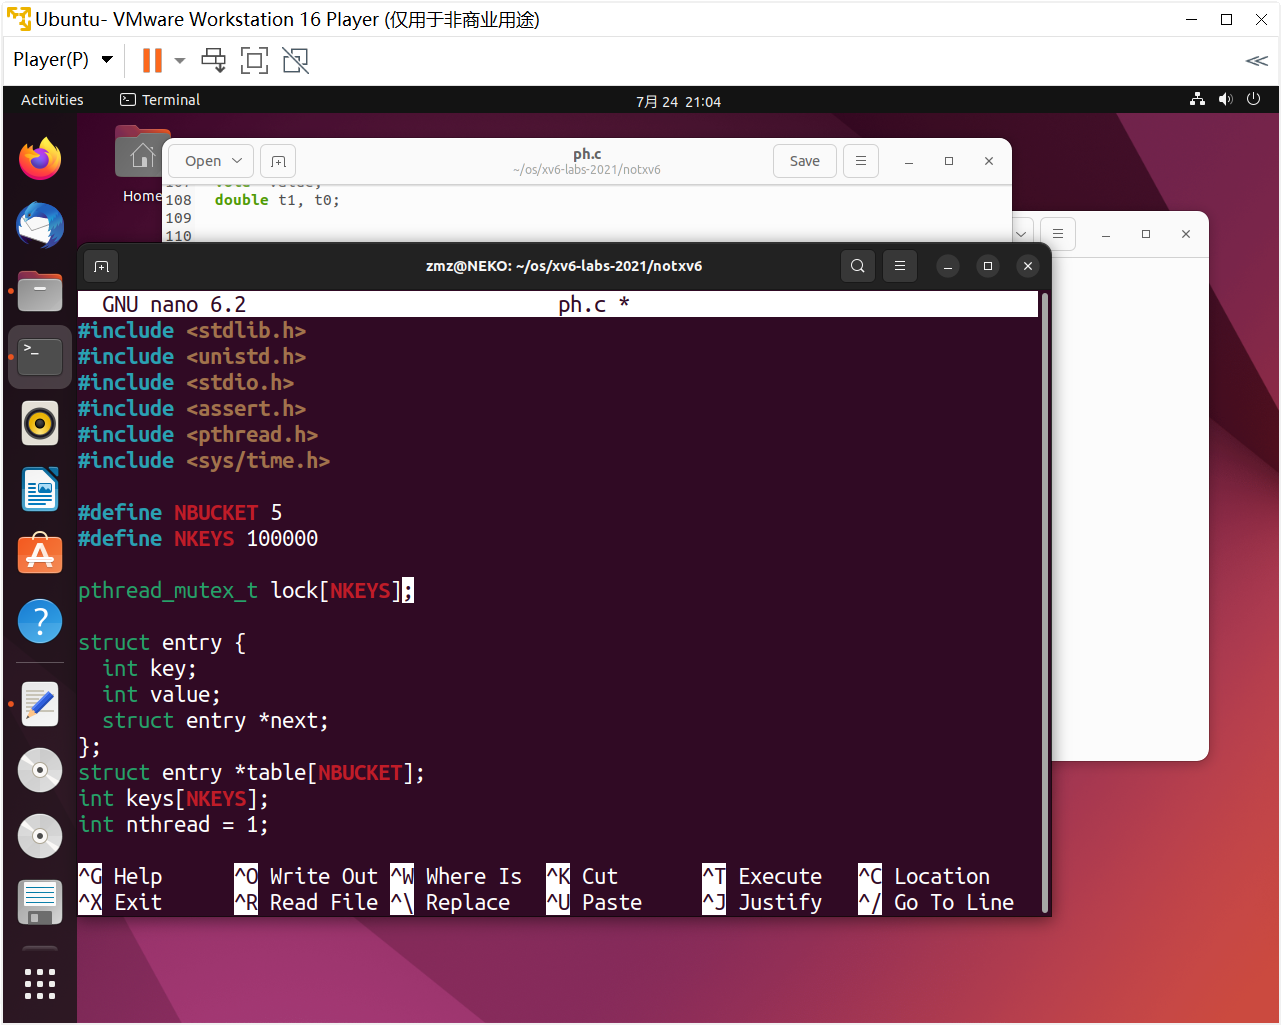 Ubuntu- VMware Workstation 16 Player (仅用于非商业用途)
Player(P)
Activities
Terminal
7月 24 21:04
Home
Open
ph.c
~/os/xv6-labs-2021/notxv6
Save
108 double t1, t0;
109
110
zmz@NEKO: ~/os/xv6-labs-2021/notxv6
GNU nano 6.2 ph.c *
#include <stdlib.h>
#include <unistd.h>
#include <stdio.h>
#include <assert.h>
#include <pthread.h>
#include <sys/time.h>
#define NBUCKET 5
#define NKEYS 100000
pthread_mutex_t lock[NKEYS];
struct entry {
int key;
int value;
struct entry *next;
};
struct entry *table[NBUCKET];
int keys[NKEYS];
int nthread = 1;
^G Help ^O Write Out ^W Where Is ^K Cut ^T Execute ^C Location
^X Exit ^R Read File ^\ Replace ^U Paste ^J Justify ^/ Go To Line